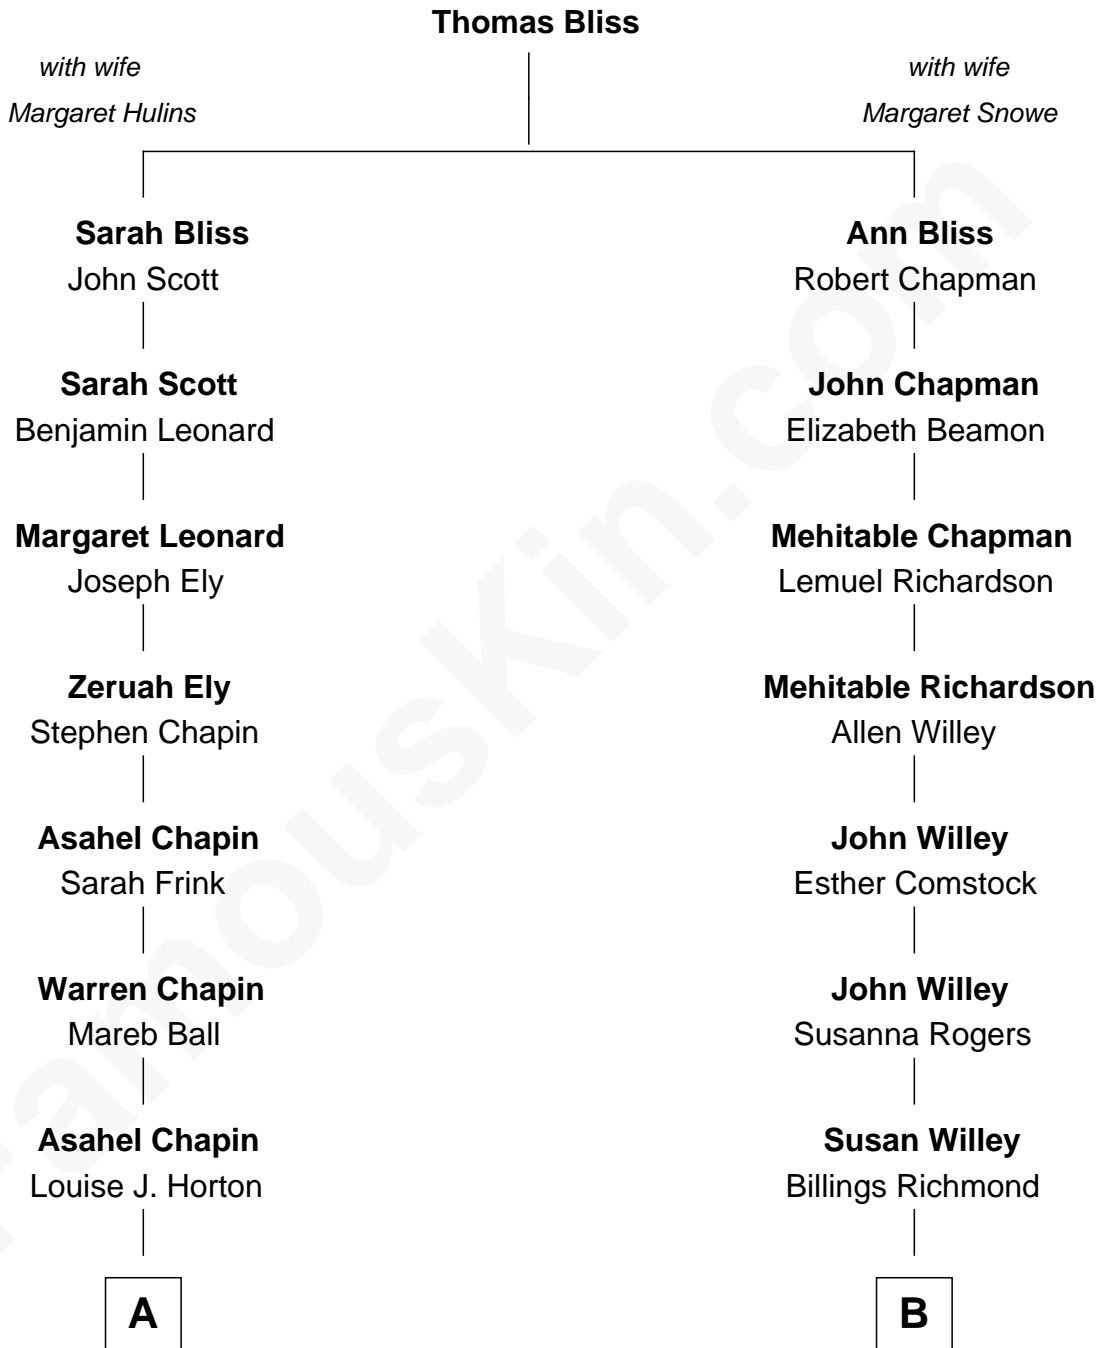 Thomas Bliss
with wife
Margaret Hulins
with wife
Margaret Snowe
Sarah Bliss
John Scott
Ann Bliss
Robert Chapman
Sarah Scott
Benjamin Leonard
John Chapman
Elizabeth Beamon
Margaret Leonard
Joseph Ely
Mehitable Chapman
Lemuel Richardson
Zeruah Ely
Stephen Chapin
Mehitable Richardson
Allen Willey
Asahel Chapin
Sarah Frink
John Willey
Esther Comstock
Warren Chapin
Mareb Ball
John Willey
Susanna Rogers
Asahel Chapin
Louise J. Horton
Susan Willey
Billings Richmond
A
B
FamousKin.com